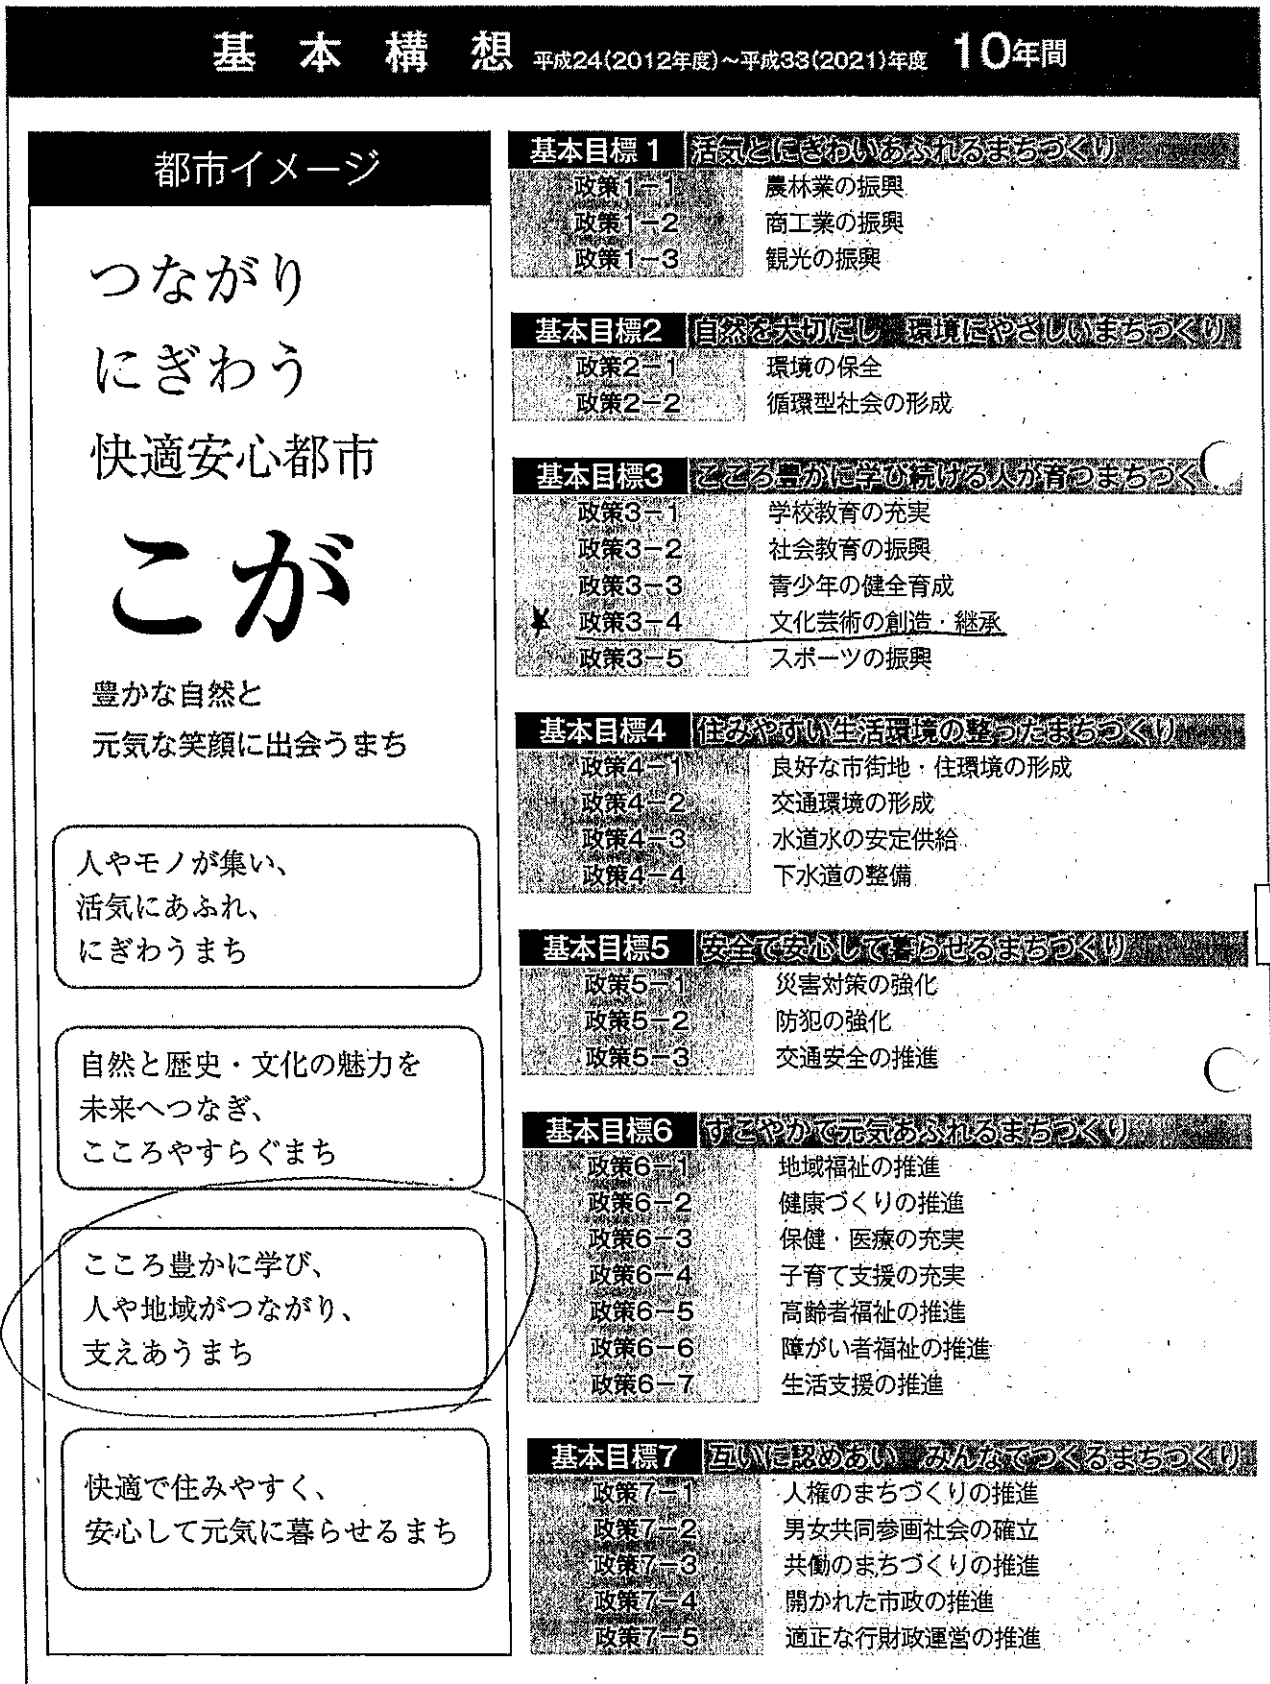 基本構想 平成24(2012年度)～平成33(2021)年度 10年間
都市イメージ
つながり
にぎわう
快適安心都市
こが
豊かな自然と
元気な笑顔に出会うまち
人やモノが集い、
活気にあふれ、
にぎわうまち
自然と歴史・文化の魅力を
未来へつなぎ、
こころやすらぐまち
こころ豊かに学び、
人や地域がつながり、
支えあうまち
快適で住みやすく、
安心して元気に暮らせるまち
基本目標1 活気とにぎわいあふれるまちづくり
政策1－1 農林業の振興
政策1－2 商工業の振興
政策1－3 観光の振興
基本目標2 自然を大切にし 環境にやさしいまちづくり
政策2－1 環境の保全
政策2－2 循環型社会の形成
基本目標3 こころ豊かに学び続ける人が育つまちづく
政策3－1 学校教育の充実
政策3－2 社会教育の振興
政策3－3 青少年の健全育成
政策3－4 文化芸術の創造・継承
政策3－5 スポーツの振興
基本目標4 住みやすい生活環境の整ったまちづくり
政策4－1 良好な市街地・住環境の形成
政策4－2 交通環境の形成
政策4－3 水道水の安定供給
政策4－4 下水道の整備
基本目標5 安全で安心して暮らせるまちづくり
政策5－1 災害対策の強化
政策5－2 防犯の強化
政策5－3 交通安全の推進
基本目標6 すこやかで元気あふれるまちづくり
政策6－1 地域福祉の推進
政策6－2 健康づくりの推進
政策6－3 保健・医療の充実
政策6－4 子育て支援の充実
政策6－5 高齢者福祉の推進
政策6－6 障がい者福祉の推進
政策6－7 生活支援の推進
基本目標7 互いに認めあい みんなでつくるまちづくり
政策7－1 人権のまちづくりの推進
政策7－2 男女共同参画社会の確立
政策7－3 共働のまちづくりの推進
政策7－4 開かれた市政の推進
政策7－5 適正な行財政運営の推進